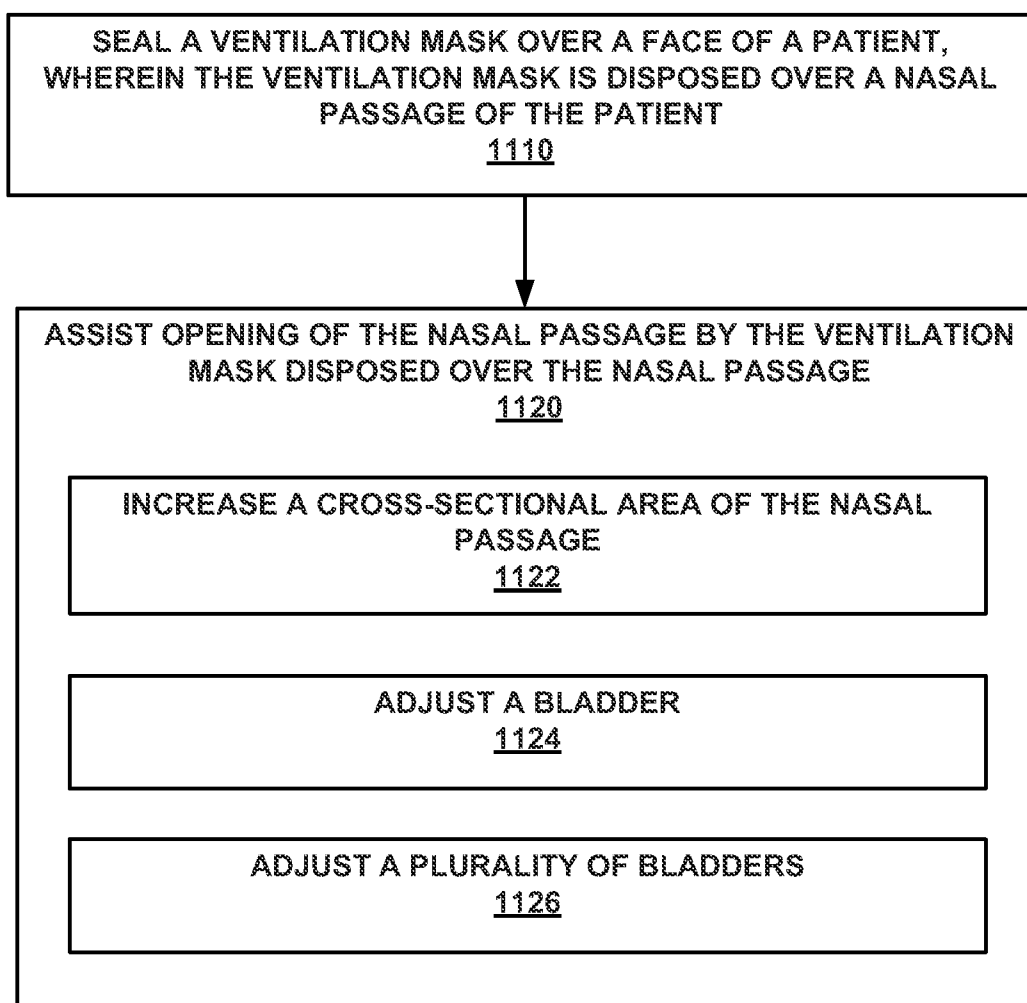 SEAL A VENTILATION MASK OVER A FACE OF A PATIENT,
WHEREIN THE VENTILATION MASK IS DISPOSED OVER A NASAL
PASSAGE OF THE PATIENT
1110
ASSIST OPENING OF THE NASAL PASSAGE BY THE VENTILATION
MASK DISPOSED OVER THE NASAL PASSAGE
1120
INCREASE A CROSS-SECTIONAL AREA OF THE NASAL
PASSAGE
1122
ADJUST A BLADDER
1124
ADJUST A PLURALITY OF BLADDERS
1126